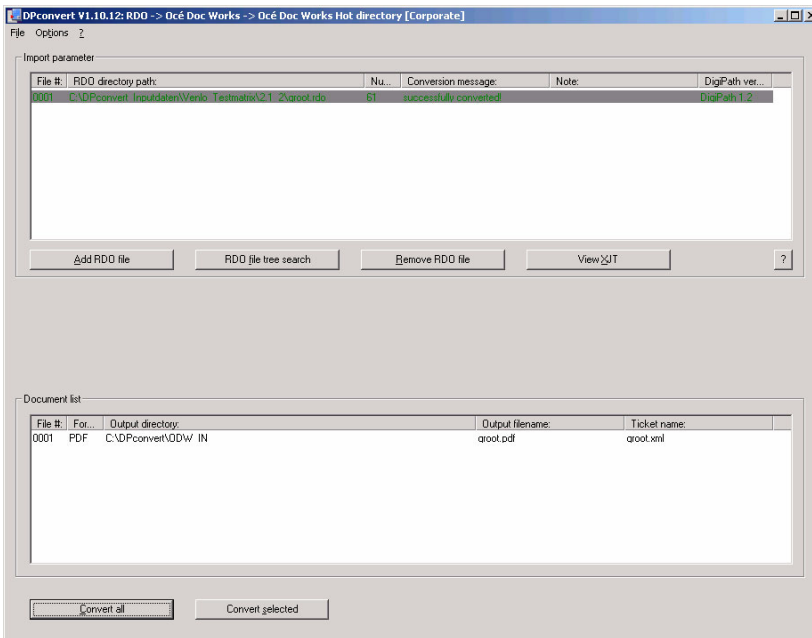 DPconvert V1.10.12: RDO -> Océ Doc Works -> Océ Doc Works Hot directory [Corporate]
File Options ?
Import parameter
File #: RDO directory path: Nu... Conversion message: Note: DigiPath ver...
0001 C:\DPconvert_Inputdaten\Venlo_Testmatrix\2.1_2\groot.rdo 61 successfully converted! DigiPath 1.2
Add RDO file RDO file tree search Remove RDO file View XJT ?
Document list
File #: For... Output directory: Output filename: Ticket name:
0001 PDF C:\DPconvert\ODW_IN groot.pdf groot.xml
Convert all Convert selected